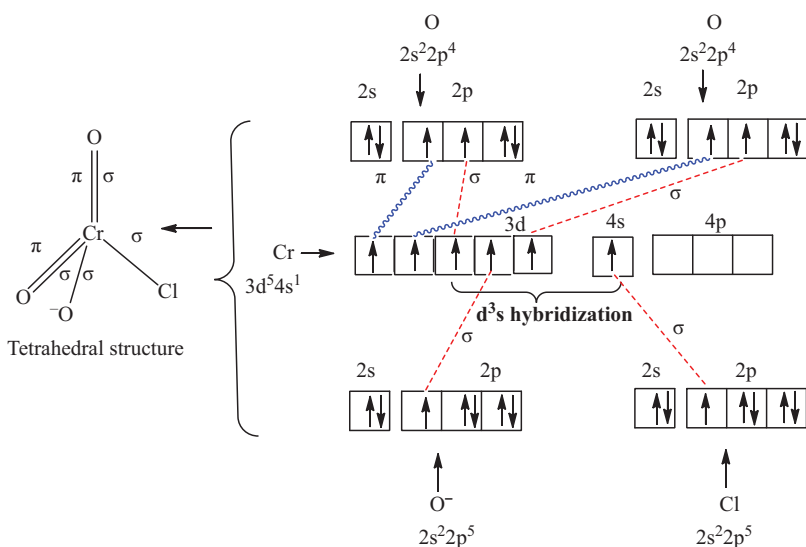 O O
2s²2p⁴ 2s²2p⁴
2s 2p 2s 2p
O
π σ
π σ π
σ
3d 4s 4p
π Cr σ
Cr
σ σ
O Cl
⁻O
3d⁵4s¹
d³s hybridization
Tetrahedral structure
σ σ
2s 2p 2s 2p
O⁻ Cl
2s²2p⁵ 2s²2p⁵